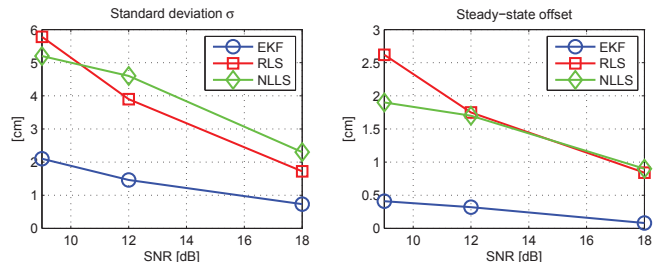 Standard deviation σ
6
5
4
3
2
1
0
[cm]
10
12
14
16
18
SNR [dB]
EKF
RLS
NLLS
Steady−state offset
3
2.5
2
1.5
1
0.5
0
[cm]
10
12
14
16
18
SNR [dB]
EKF
RLS
NLLS